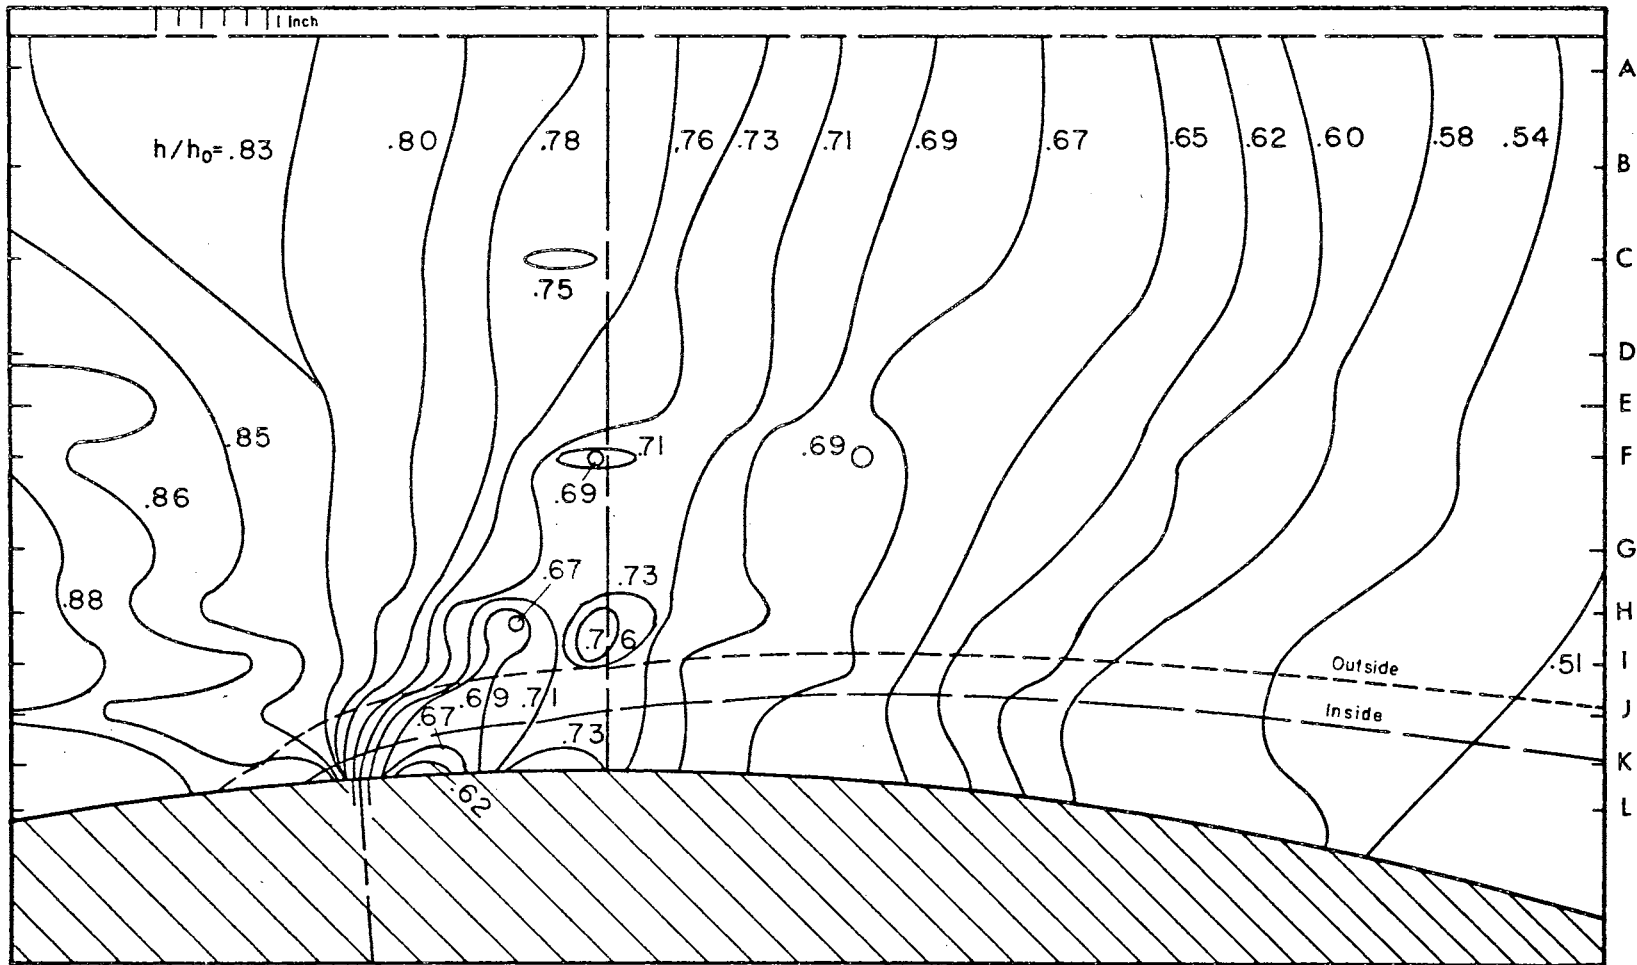 1 Inch
A
h/h₀=.83 .80 .78 .76 .73 .71 .69 .67 .65 .62 .60 .58 .54
B
C
.75
D
E
.85 .71 .69
F
.86 .69
G
.88 .67 .73
H
.76
I
Outside .51
.69 .71
J
.67 .73 Inside
K
.62
L